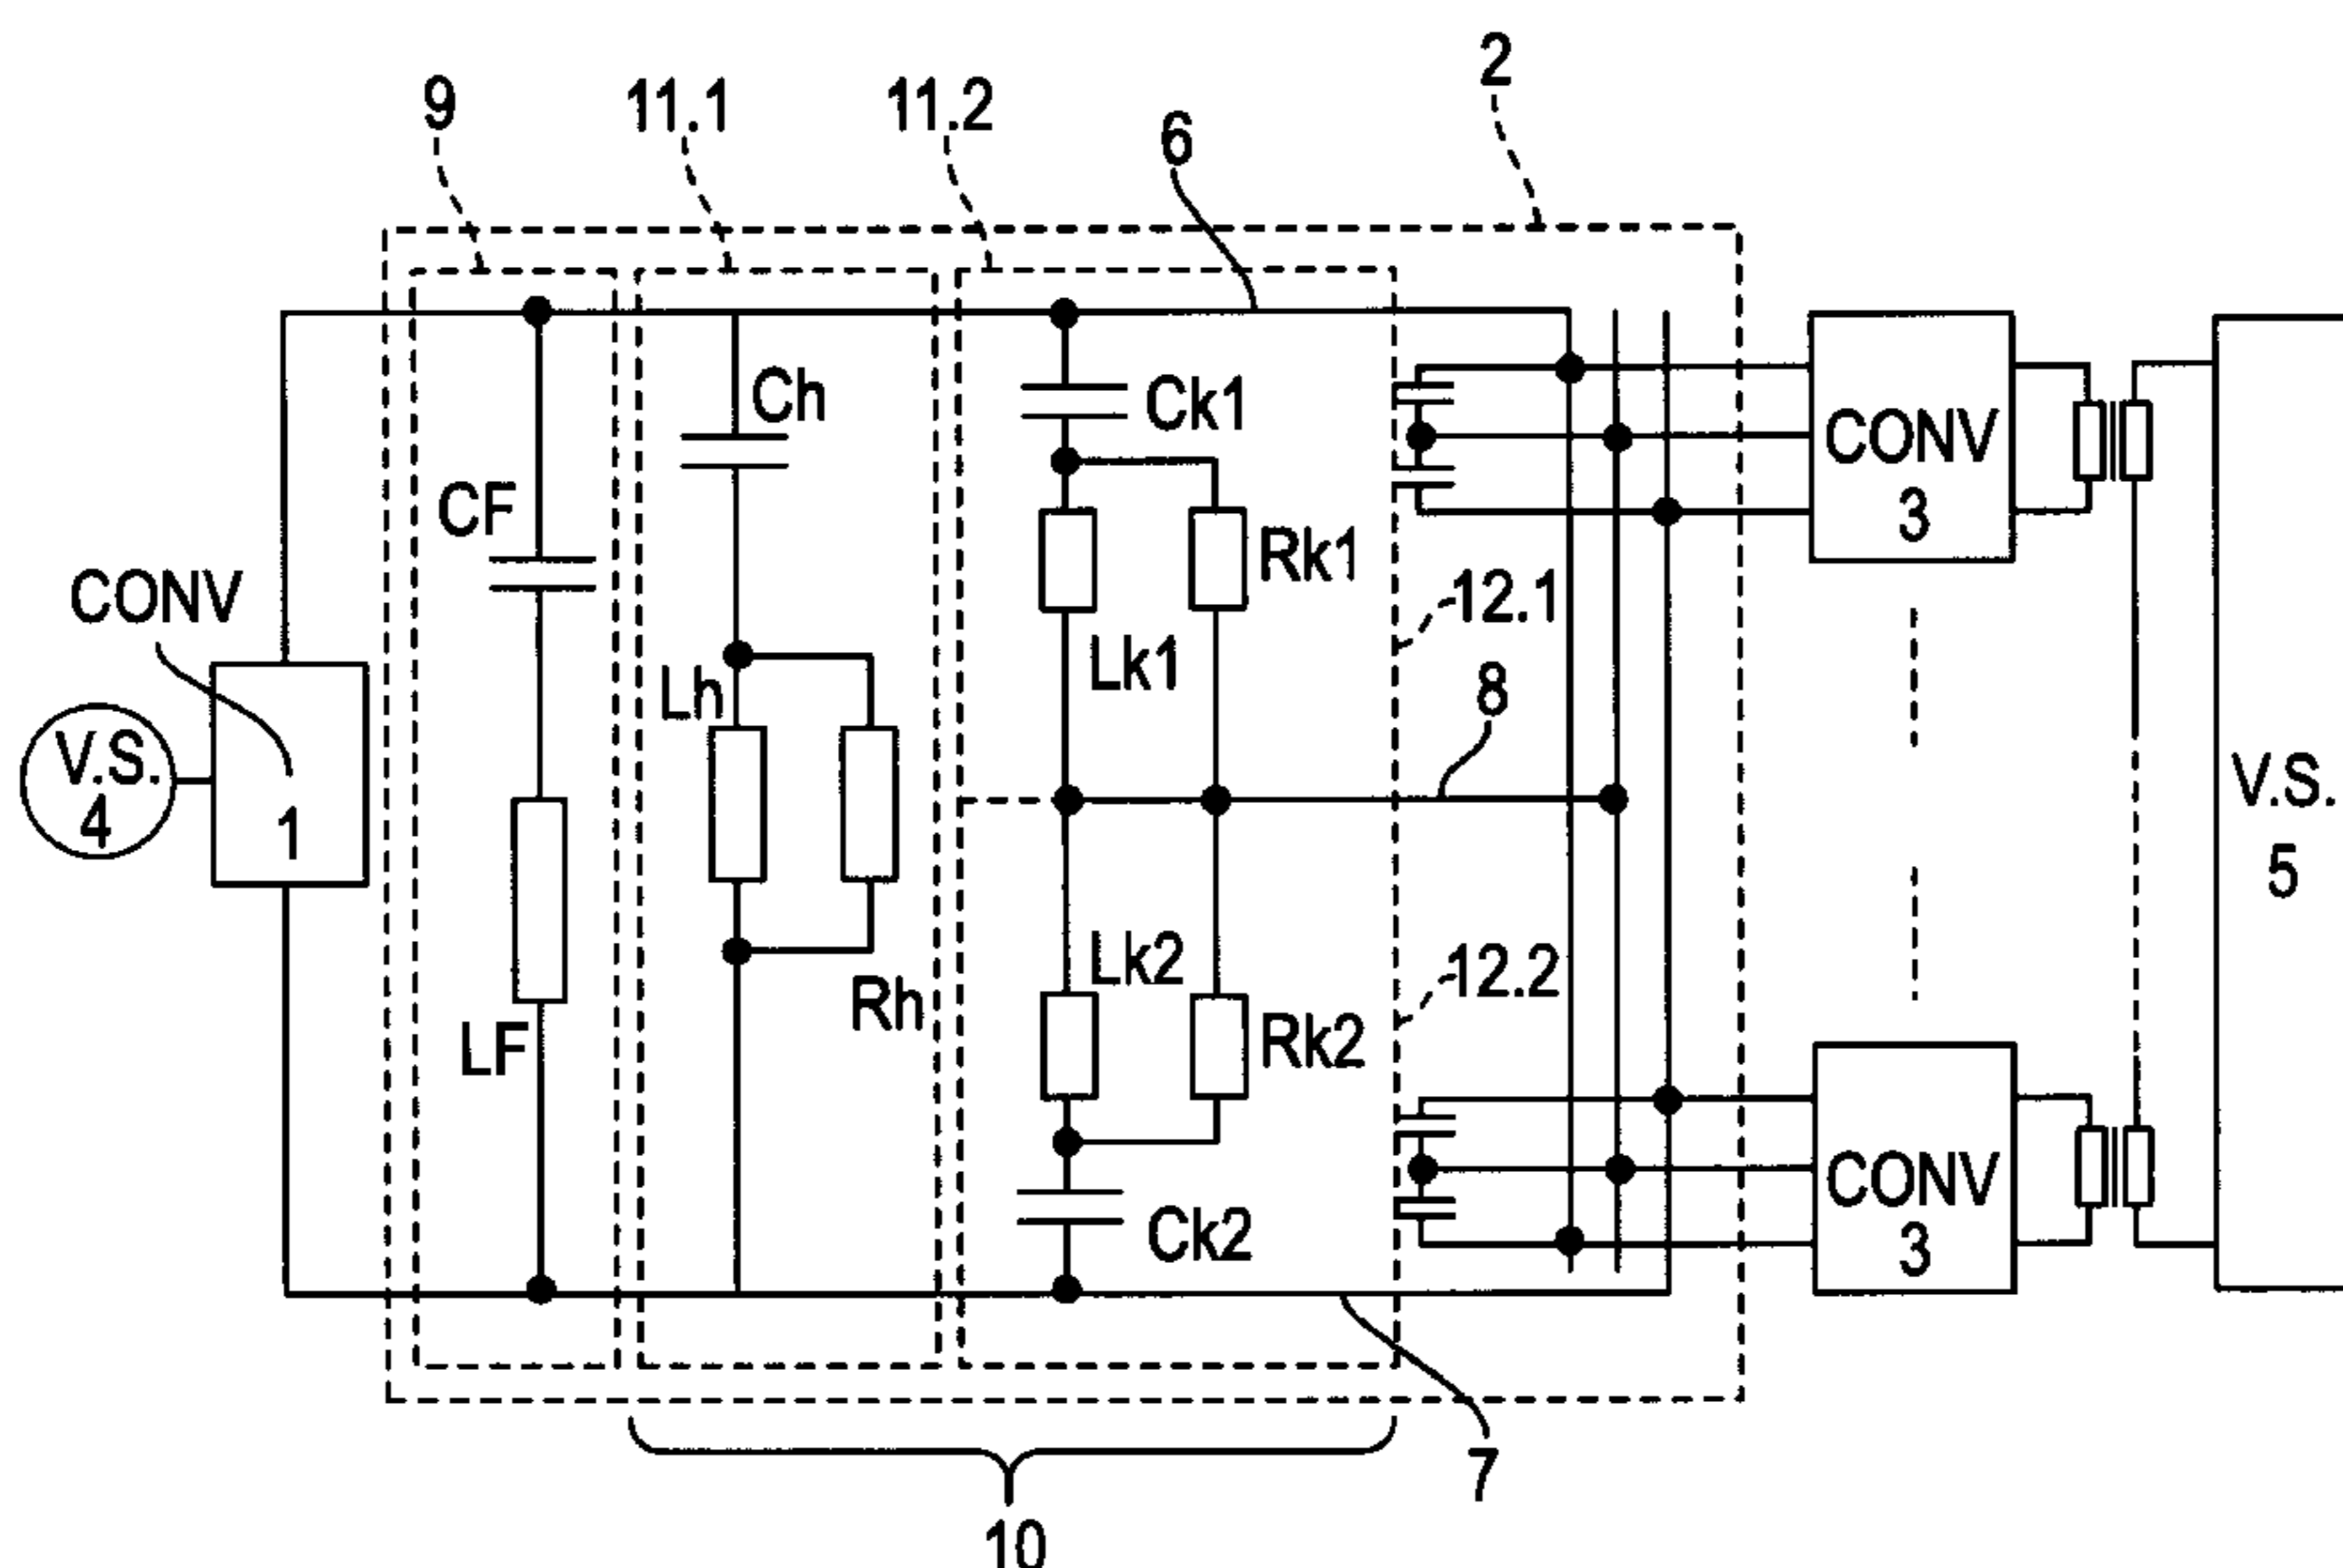 2
9
11.1
11.2
6
Ch
Ck1
CONV
3
CF
Rk1
CONV
12.1
Lk1
Lh
8
V.S.
4
1
V.S.
5
Lk2
12.2
Rh
Rk2
LF
CONV
3
Ck2
7
10